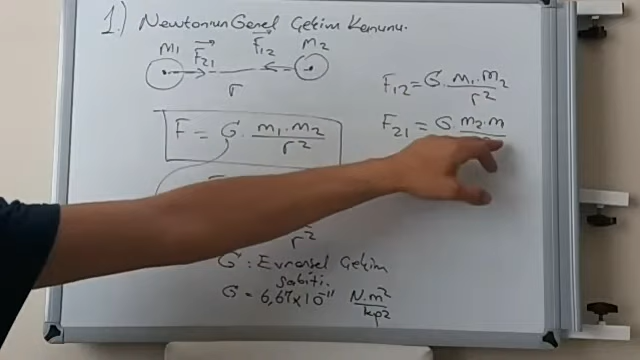 1.) Newtonun Genel Çekim Kanunu.
m1 F21 F12 m2
r
F12 = G. m1.m2 / r2
F = G. m1.m2 / r2
F21 = G. m2.m
r2
G: Evrensel Çekim
sabiti.
G = 6,67x10-11 N.m2 / kg2